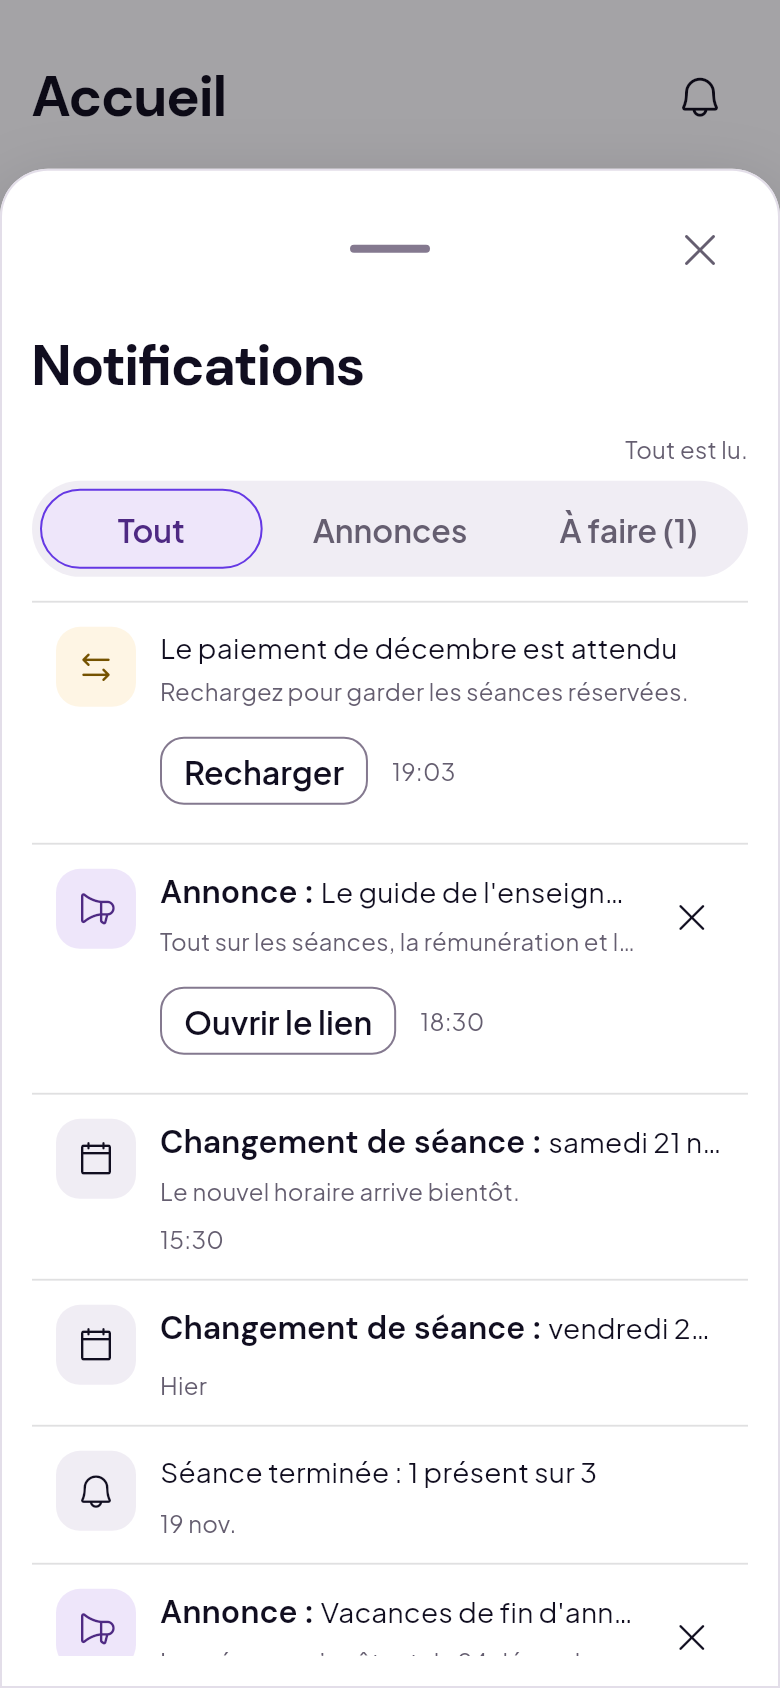 Accueil
Notifications
Tout est lu.
Tout
Annonces
À faire (1)
Le paiement de décembre est attendu
Rechargez pour garder les séances réservées.
Recharger
19:03
Annonce : Le guide de l'enseign...
Tout sur les séances, la rémunération et l...
Ouvrir le lien
18:30
Changement de séance : samedi 21 n...
Le nouvel horaire arrive bientôt.
15:30
Changement de séance : vendredi 2...
Hier
Séance terminée : 1 présent sur 3
19 nov.
Annonce : Vacances de fin d'ann...